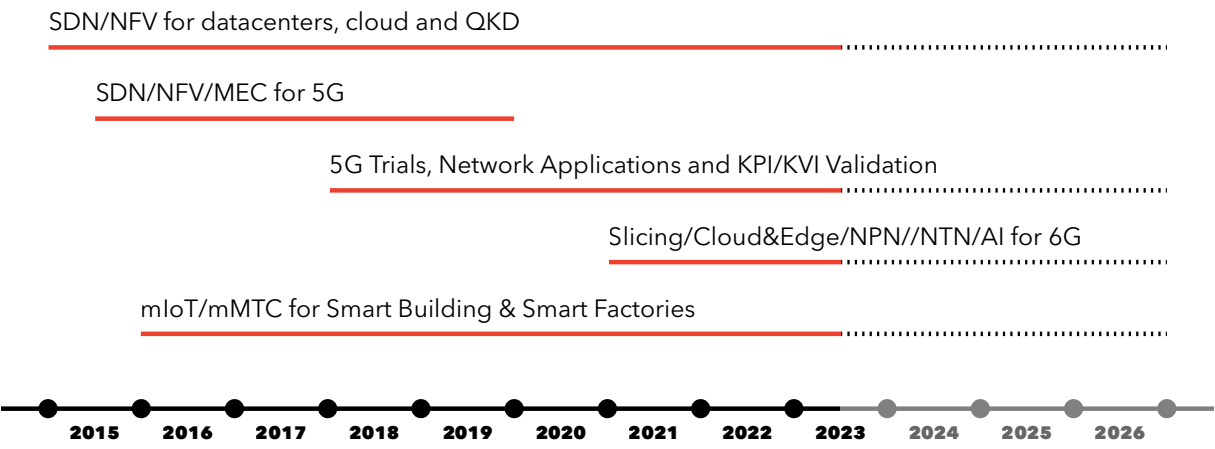 SDN/NFV for datacenters, cloud and QKD
SDN/NFV/MEC for 5G
5G Trials, Network Applications and KPI/KVI Validation
Slicing/Cloud&Edge/NPN//NTN/AI for 6G
mIoT/mMTC for Smart Building & Smart Factories
2015 2016 2017 2018 2019 2020 2021 2022 2023 2024 2025 2026